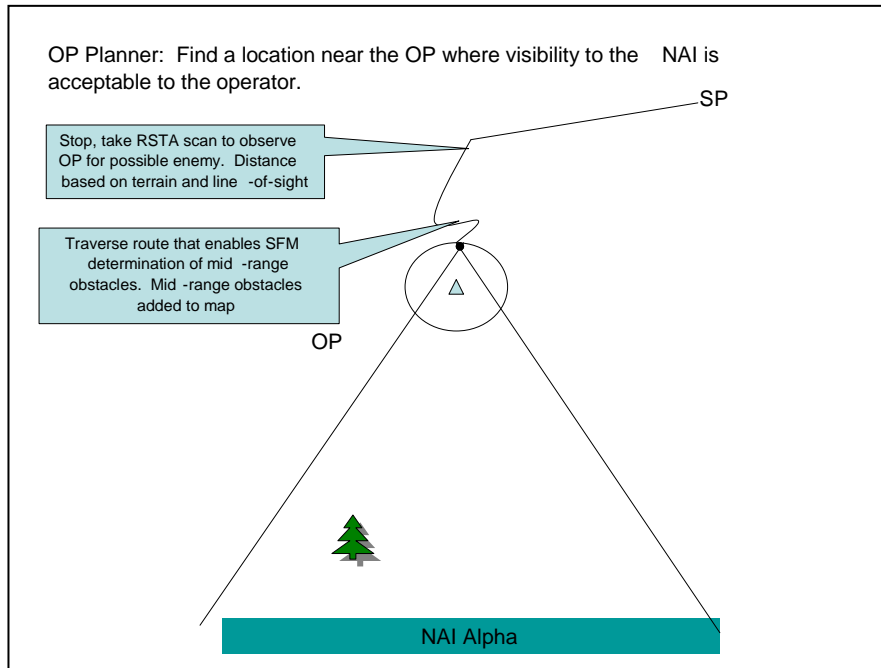 OP Planner: Find a location near the OP where visibility to the NAI is
acceptable to the operator.
SP
Stop, take RSTA scan to observe
OP for possible enemy. Distance
based on terrain and line -of-sight
Traverse route that enables SFM
determination of mid -range
obstacles. Mid -range obstacles
added to map
OP
NAI Alpha